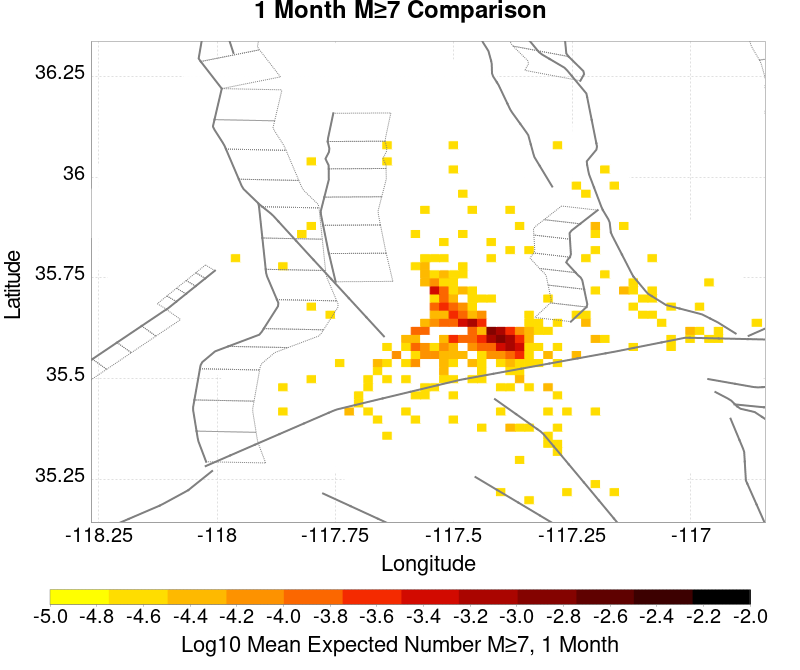 1 Month M≥7 Comparison
36.25
36
35.75
35.5
35.25
Latitude
-118.25 -118 -117.75 -117.5 -117.25 -117
Longitude
-5.0 -4.8 -4.6 -4.4 -4.2 -4.0 -3.8 -3.6 -3.4 -3.2 -3.0 -2.8 -2.6 -2.4 -2.2 -2.0
Log10 Mean Expected Number M≥7, 1 Month